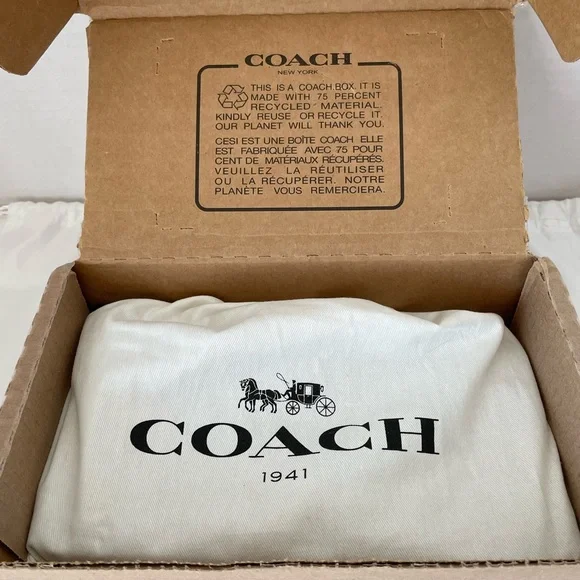 COACH
NEW YORK
THIS IS A COACH BOX. IT IS
MADE WITH 75 PERCENT
RECYCLED MATERIAL.
KINDLY REUSE OR RECYCLE IT.
OUR PLANET WILL THANK YOU.
CECI EST UNE BOÎTE COACH ELLE
EST FABRIQUÉE AVEC 75 POUR
CENT DE MATÉRIAUX RÉCUPÉRÉS.
VEUILLEZ LA RÉUTILISER
OU LA RÉCUPÉRER. NOTRE
PLANÈTE VOUS REMERCIERA.
COACH
1941